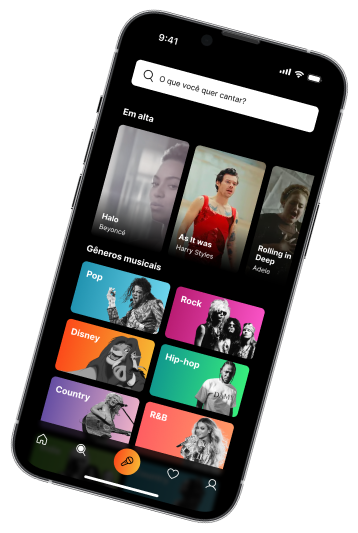 9:41
O que você quer cantar?
Em alta
Halo
Beyoncé
As It was
Harry Styles
Rolling in
Deep
Adele
Gêneros musicais
Pop
Rock
Disney
Hip-hop
Country
R&B